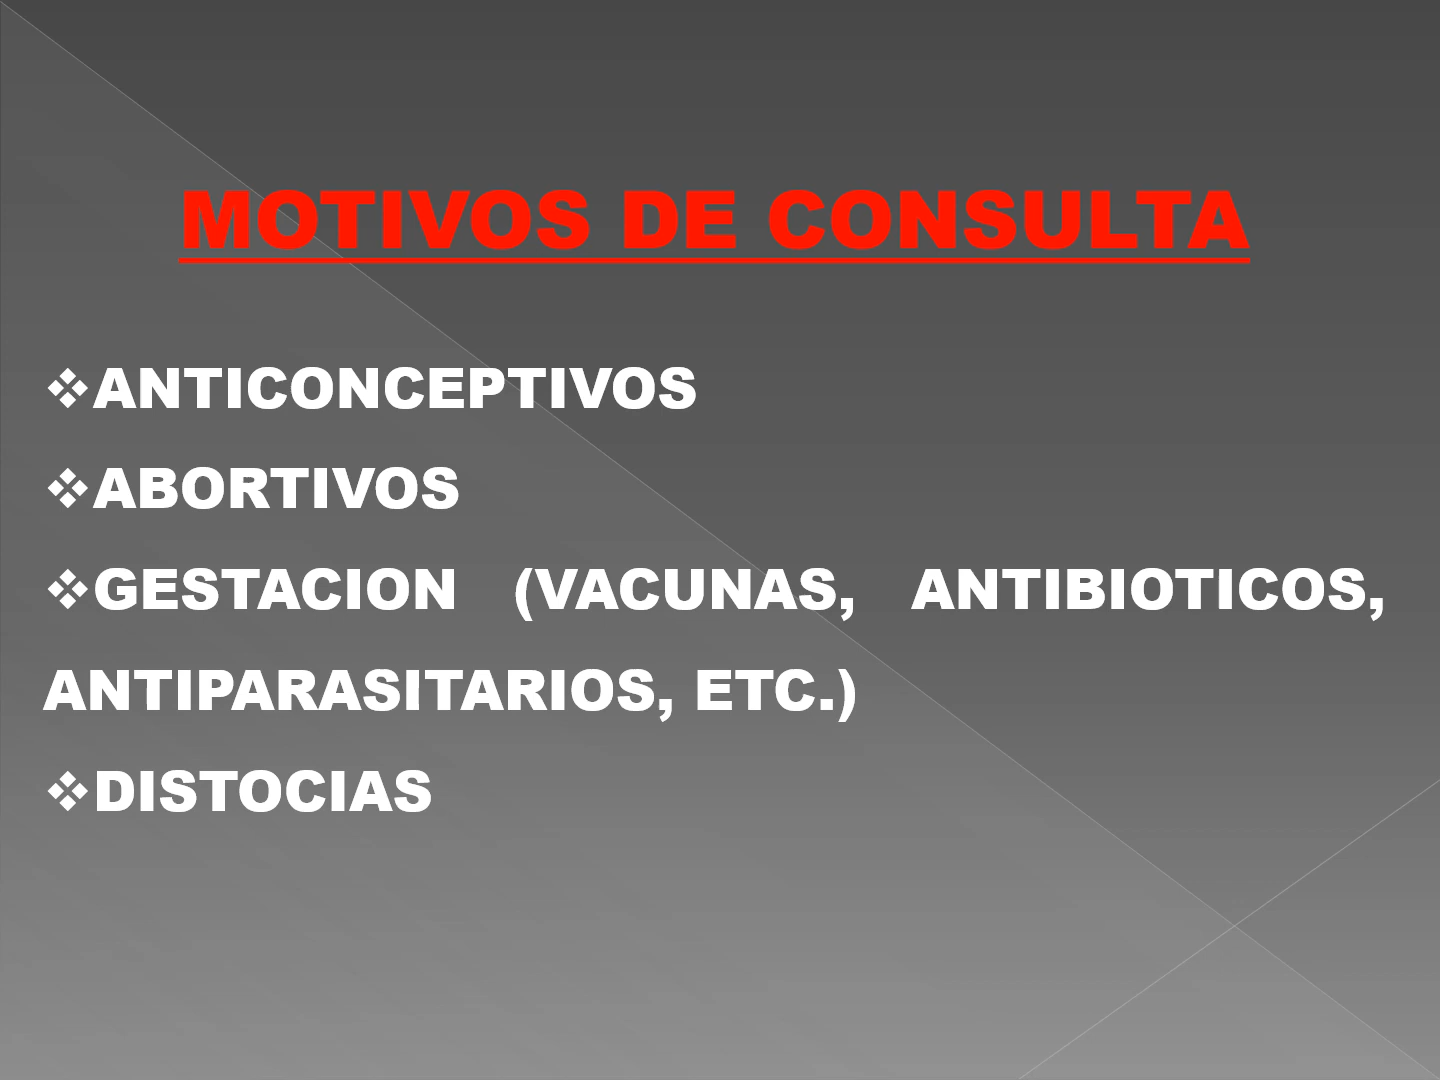 MOTIVOS DE CONSULTA
❖ANTICONCEPTIVOS
❖ABORTIVOS
❖GESTACION (VACUNAS, ANTIBIOTICOS,
ANTIPARASITARIOS, ETC.)
❖DISTOCIAS